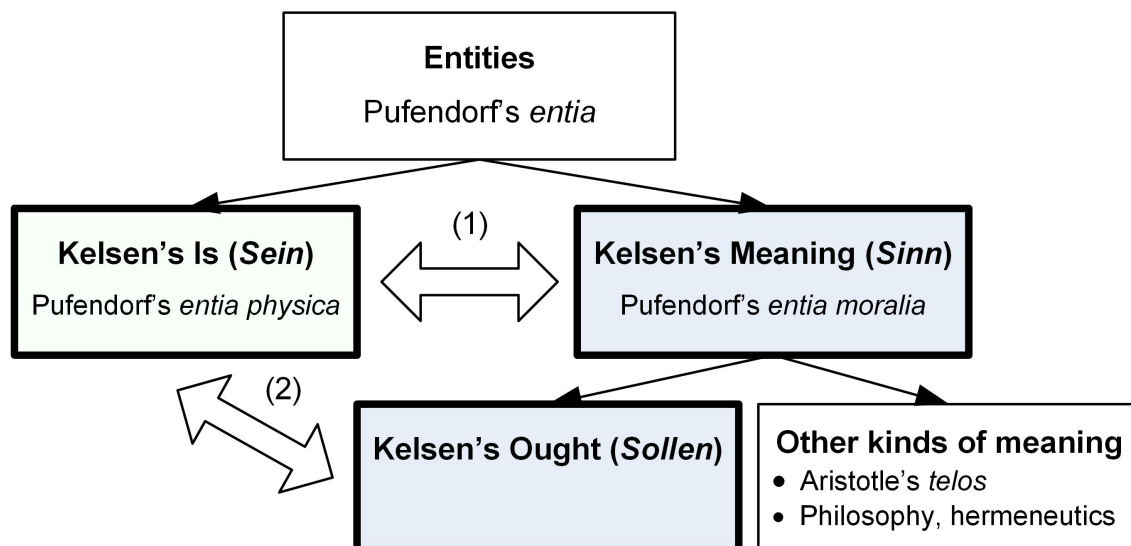 Entities
Pufendorf’s entia
Kelsen’s Is (Sein)
Pufendorf’s entia physica
(1)
Kelsen’s Meaning (Sinn)
Pufendorf’s entia moralia
(2)
Kelsen’s Ought (Sollen)
Other kinds of meaning
• Aristotle’s telos
• Philosophy, hermeneutics